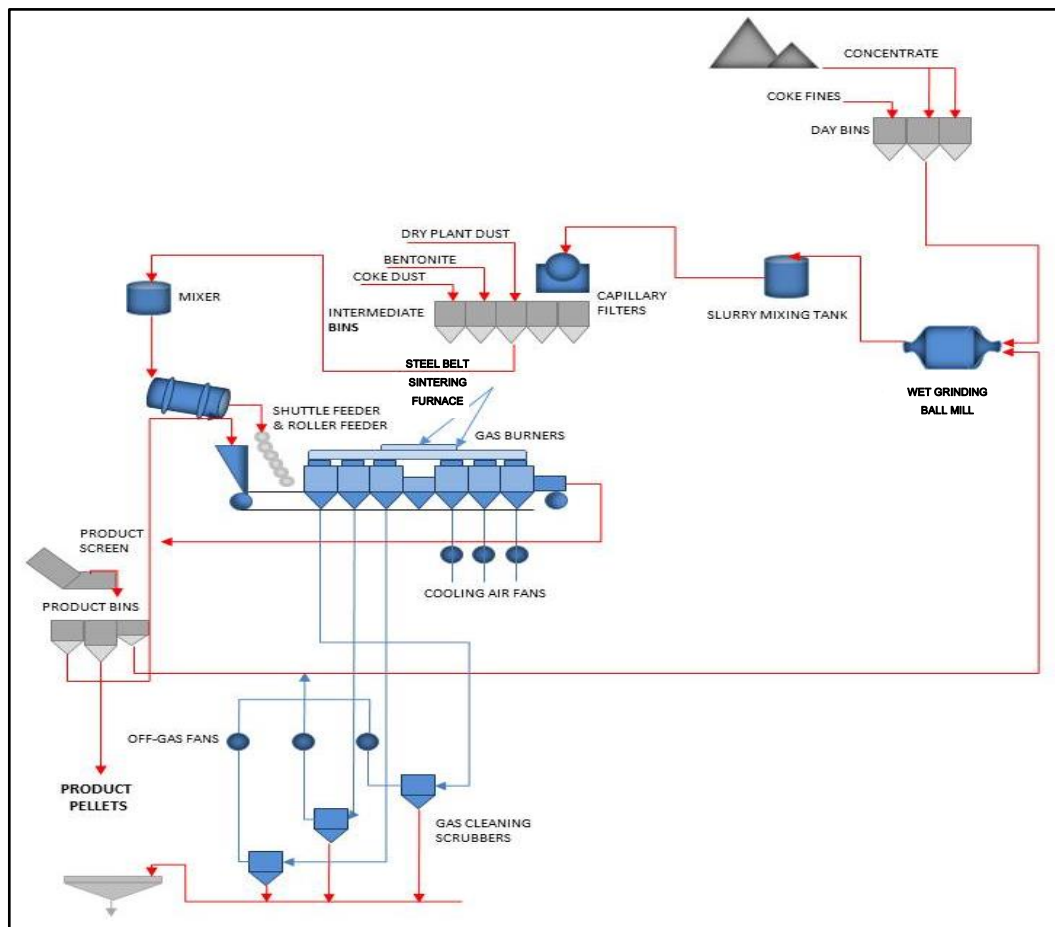 CONCENTRATE
COKE FINES
DAY BINS
DRY PLANT DUST
BENTONITE
COKE DUST
INTERMEDIATE
BINS
CAPILLARY
FILTERS
SLURRY MIXING TANK
WET GRINDING
BALL MILL
MIXER
STEEL BELT
SINTERING
FURNACE
SHUTTLE FEEDER
& ROLLER FEEDER
GAS BURNERS
PRODUCT
SCREEN
PRODUCT BINS
COOLING AIR FANS
OFF-GAS FANS
PRODUCT
PELLETS
GAS CLEANING
SCRUBBERS